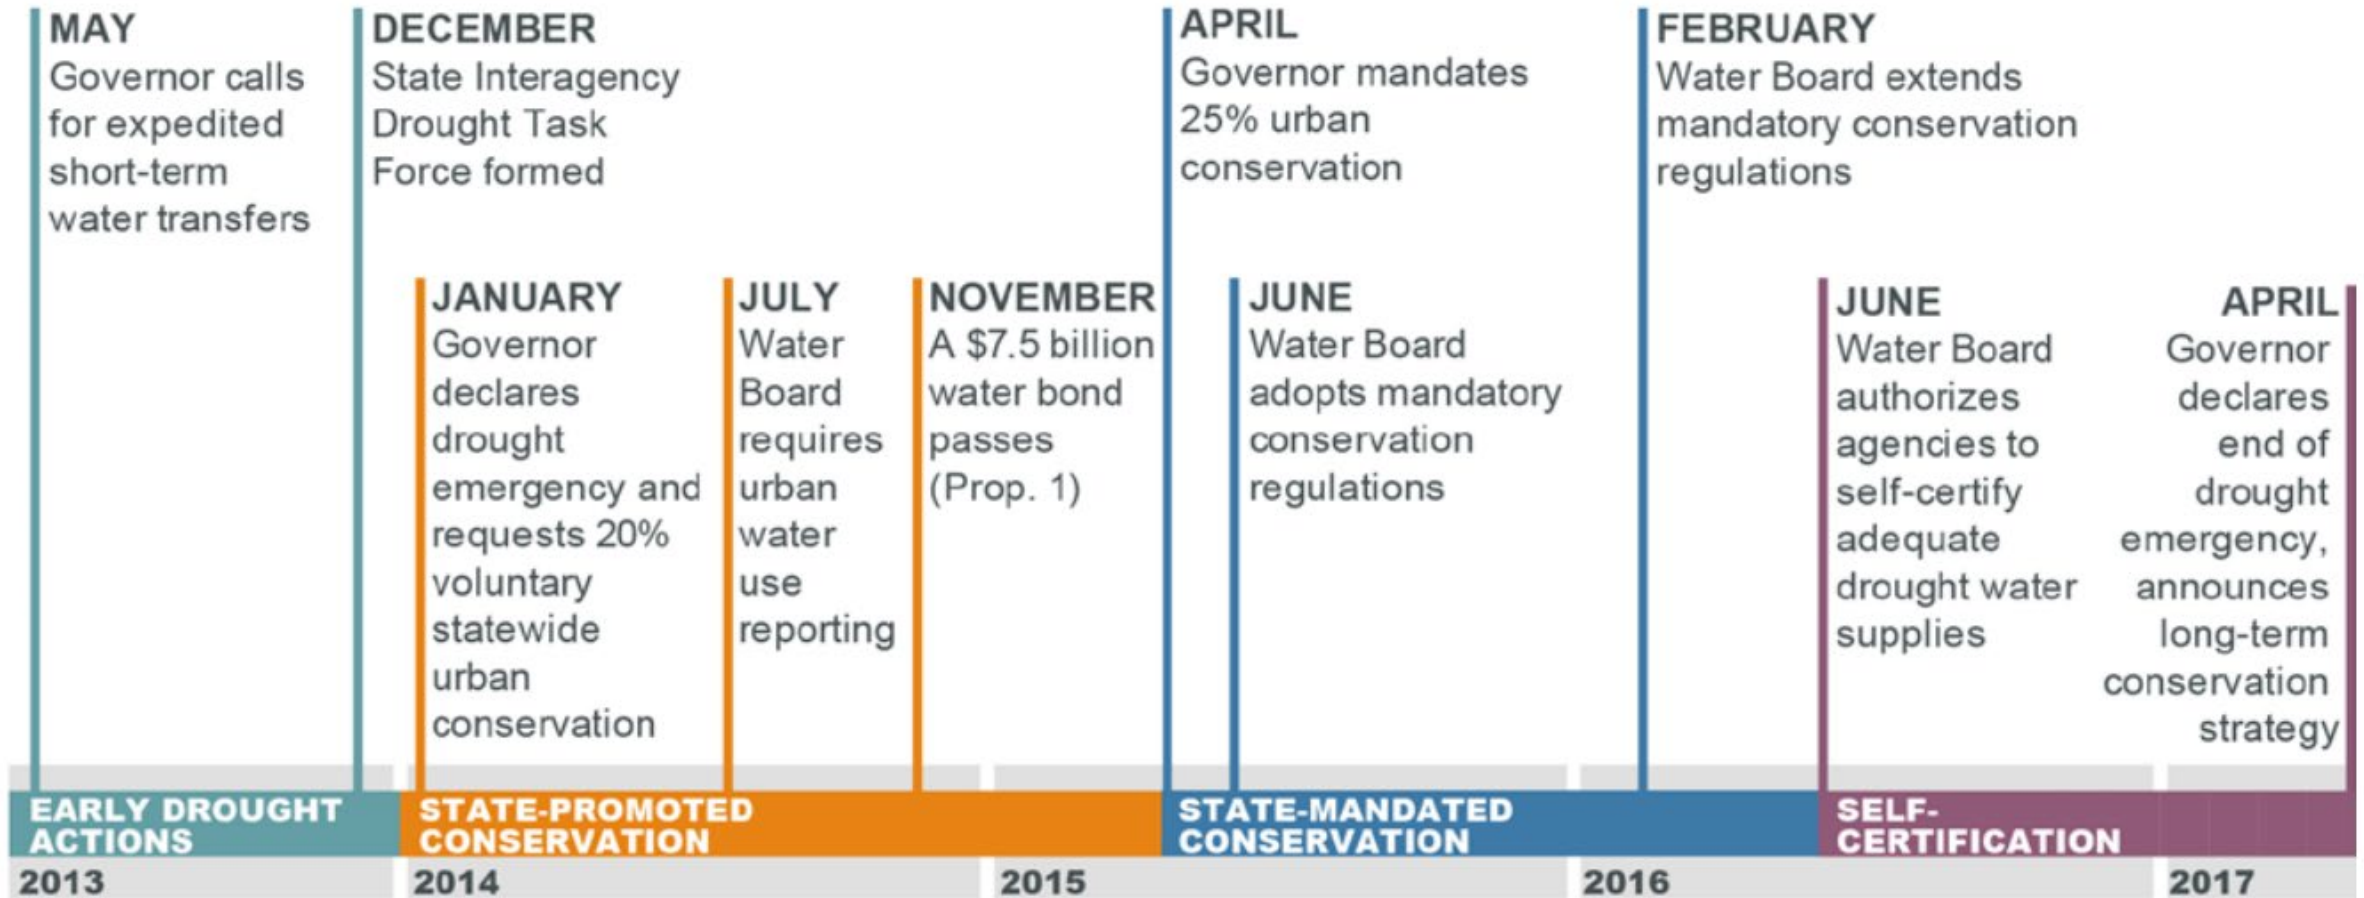 MAY
Governor calls
for expedited
short-term
water transfers
DECEMBER
State Interagency
Drought Task
Force formed
APRIL
Governor mandates
25% urban
conservation
FEBRUARY
Water Board extends
mandatory conservation
regulations
JANUARY
Governor
declares
drought
emergency and
requests 20%
voluntary
statewide
urban
conservation
JULY
Water
Board
requires
urban
water
use
reporting
NOVEMBER
A $7.5 billion
water bond
passes
(Prop. 1)
JUNE
Water Board
adopts mandatory
conservation
regulations
JUNE
Water Board
authorizes
agencies to
self-certify
adequate
drought water
supplies
APRIL
Governor
declares
end of
drought
emergency,
announces
long-term
conservation
strategy
EARLY DROUGHT
ACTIONS
STATE-PROMOTED
CONSERVATION
STATE-MANDATED
CONSERVATION
SELF-
CERTIFICATION
2013
2014
2015
2016
2017